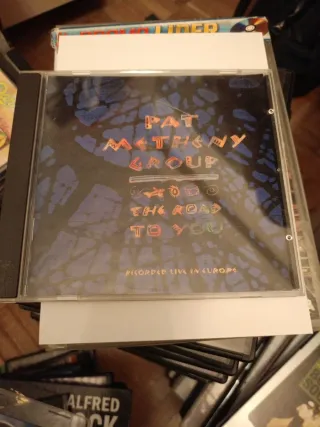 PAT
METHENY
GROUP
THE ROAD
TO YOU
RECORDED LIVE IN EUROPE
ALFRED